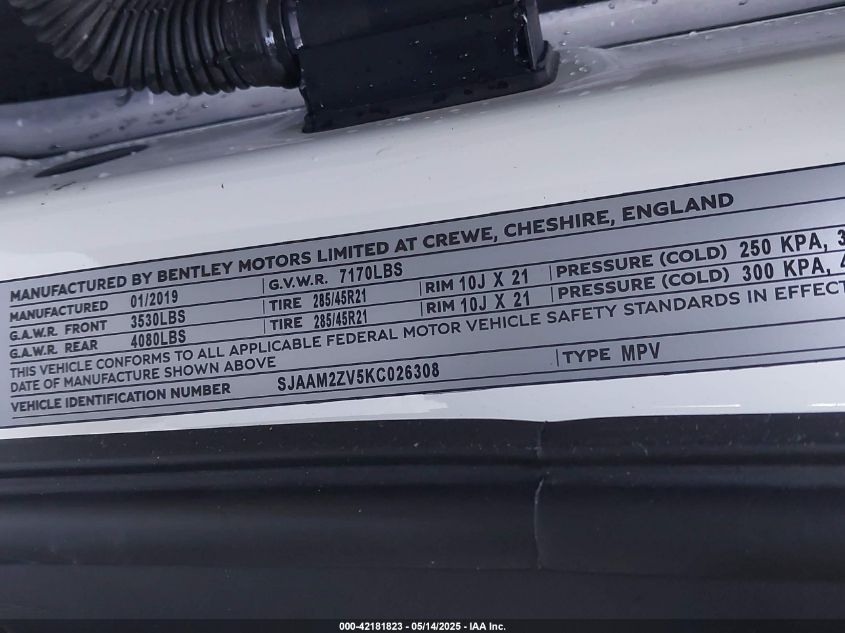 MANUFACTURED BY BENTLEY MOTORS LIMITED AT CREWE, CHESHIRE, ENGLAND
MANUFACTURED 01/2019 G.V.W.R. 7170LBS
G.A.W.R. FRONT 3530LBS TIRE 285/45R21 RIM 10J X 21 PRESSURE (COLD) 250 KPA, 3
G.A.W.R. REAR 4080LBS TIRE 285/45R21 RIM 10J X 21 PRESSURE (COLD) 300 KPA, 4
THIS VEHICLE CONFORMS TO ALL APPLICABLE FEDERAL MOTOR VEHICLE SAFETY STANDARDS IN EFFECT
DATE OF MANUFACTURE SHOWN ABOVE
VEHICLE IDENTIFICATION NUMBER SJAAM2ZV5KC026308 TYPE MPV
000-42181823 - 05/14/2025 - IAA Inc.